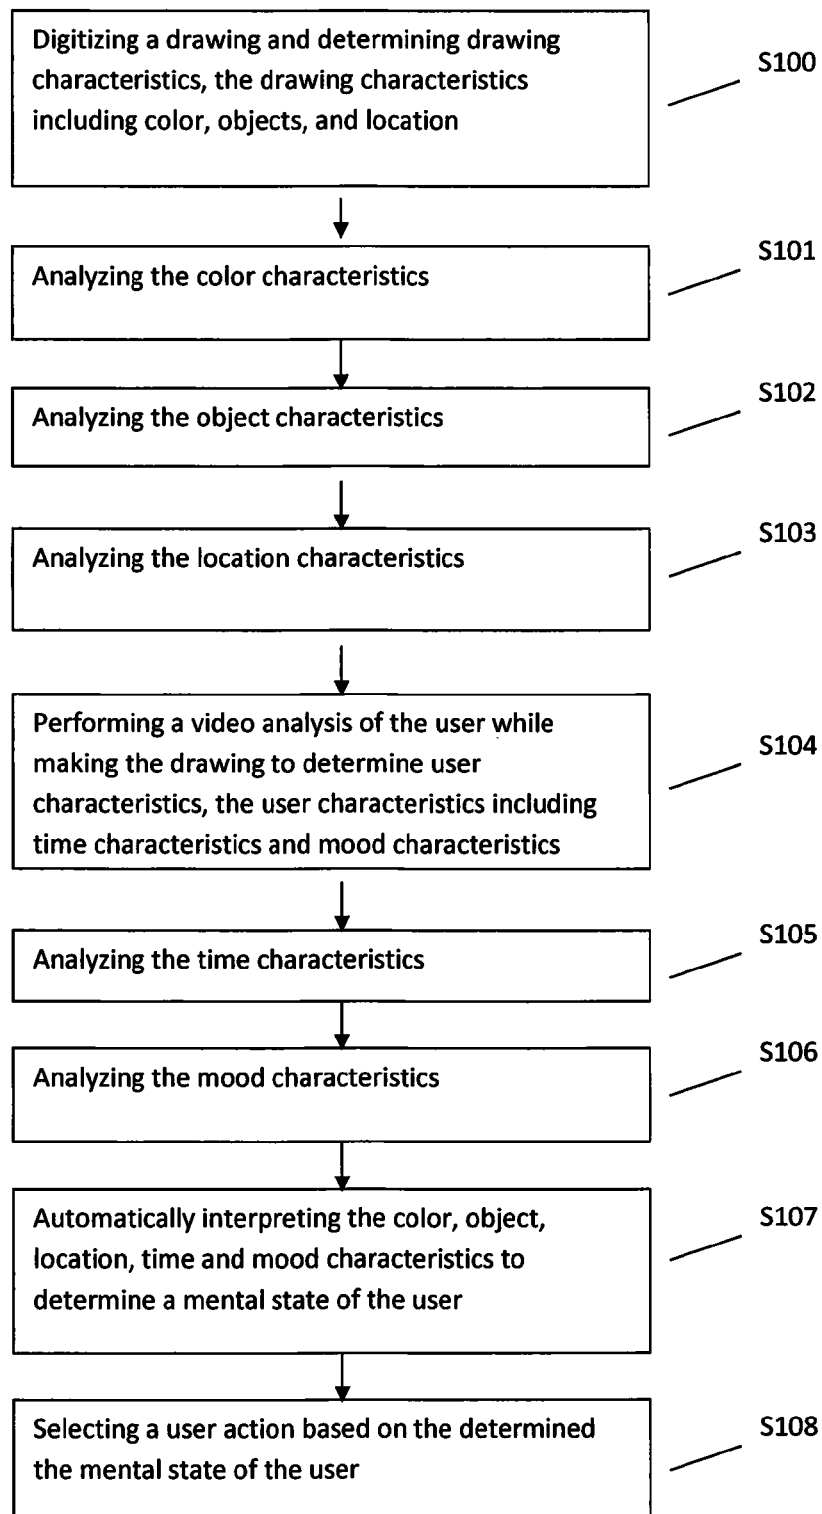 Digitizing a drawing and determining drawing
characteristics, the drawing characteristics
including color, objects, and location
S100
Analyzing the color characteristics
S101
Analyzing the object characteristics
S102
Analyzing the location characteristics
S103
Performing a video analysis of the user while
making the drawing to determine user
characteristics, the user characteristics including
time characteristics and mood characteristics
S104
Analyzing the time characteristics
S105
Analyzing the mood characteristics
S106
Automatically interpreting the color, object,
location, time and mood characteristics to
determine a mental state of the user
S107
Selecting a user action based on the determined
the mental state of the user
S108